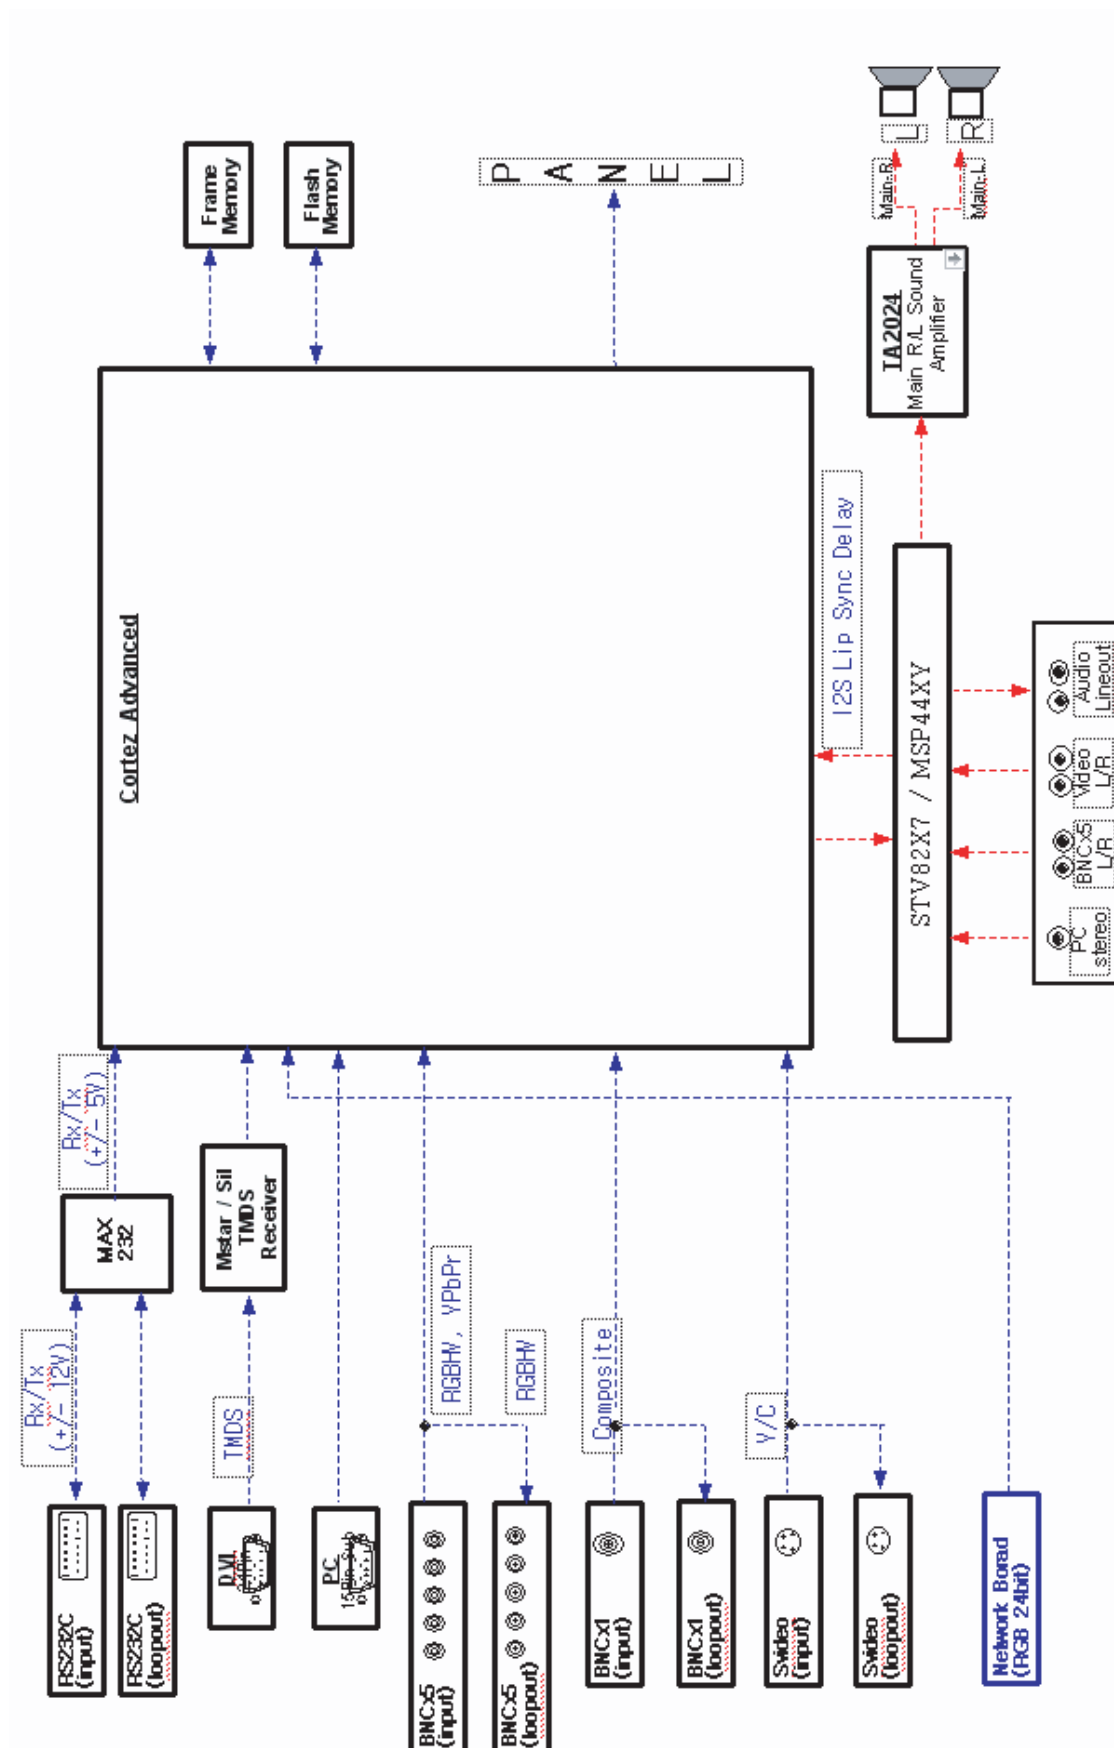 RS232C
(input)
RS232C
(loopout)
Rx/Tx
(+/- 12V)
MAX
232
Rx/Tx
(+/- 5V)
DVI
TMDS
Mstar / Sil
TMDS
Receiver
PC
15Pin Sub
BNCx5
(input)
RGBHV, YPbPr
BNCx5
(loopout)
RGBHV
BNCx1
(input)
Composite
BNCx1
(loopout)
Svideo
(input)
Y/C
Svideo
(loopout)
Network Borad
(RGB 24bit)
Cortez Advanced
Frame
Memory
Flash
Memory
PANEL
I2S Lip Sync Delay
STV82X7 / MSP44XY
IA2024
Main R/L Sound
Amplifier
Main-R
L
Main-L
R
PC
stereo
BNCx5
L/R
Video
L/R
Audio
Lineout